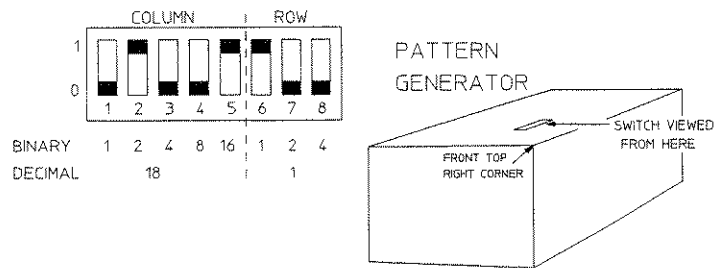 COLUMN ROW
1
0
1 2 3 4 5 6 7 8
BINARY 1 2 4 8 16 1 2 4
DECIMAL 18 1
PATTERN
GENERATOR
SWITCH VIEWED
FROM HERE
FRONT TOP
RIGHT CORNER